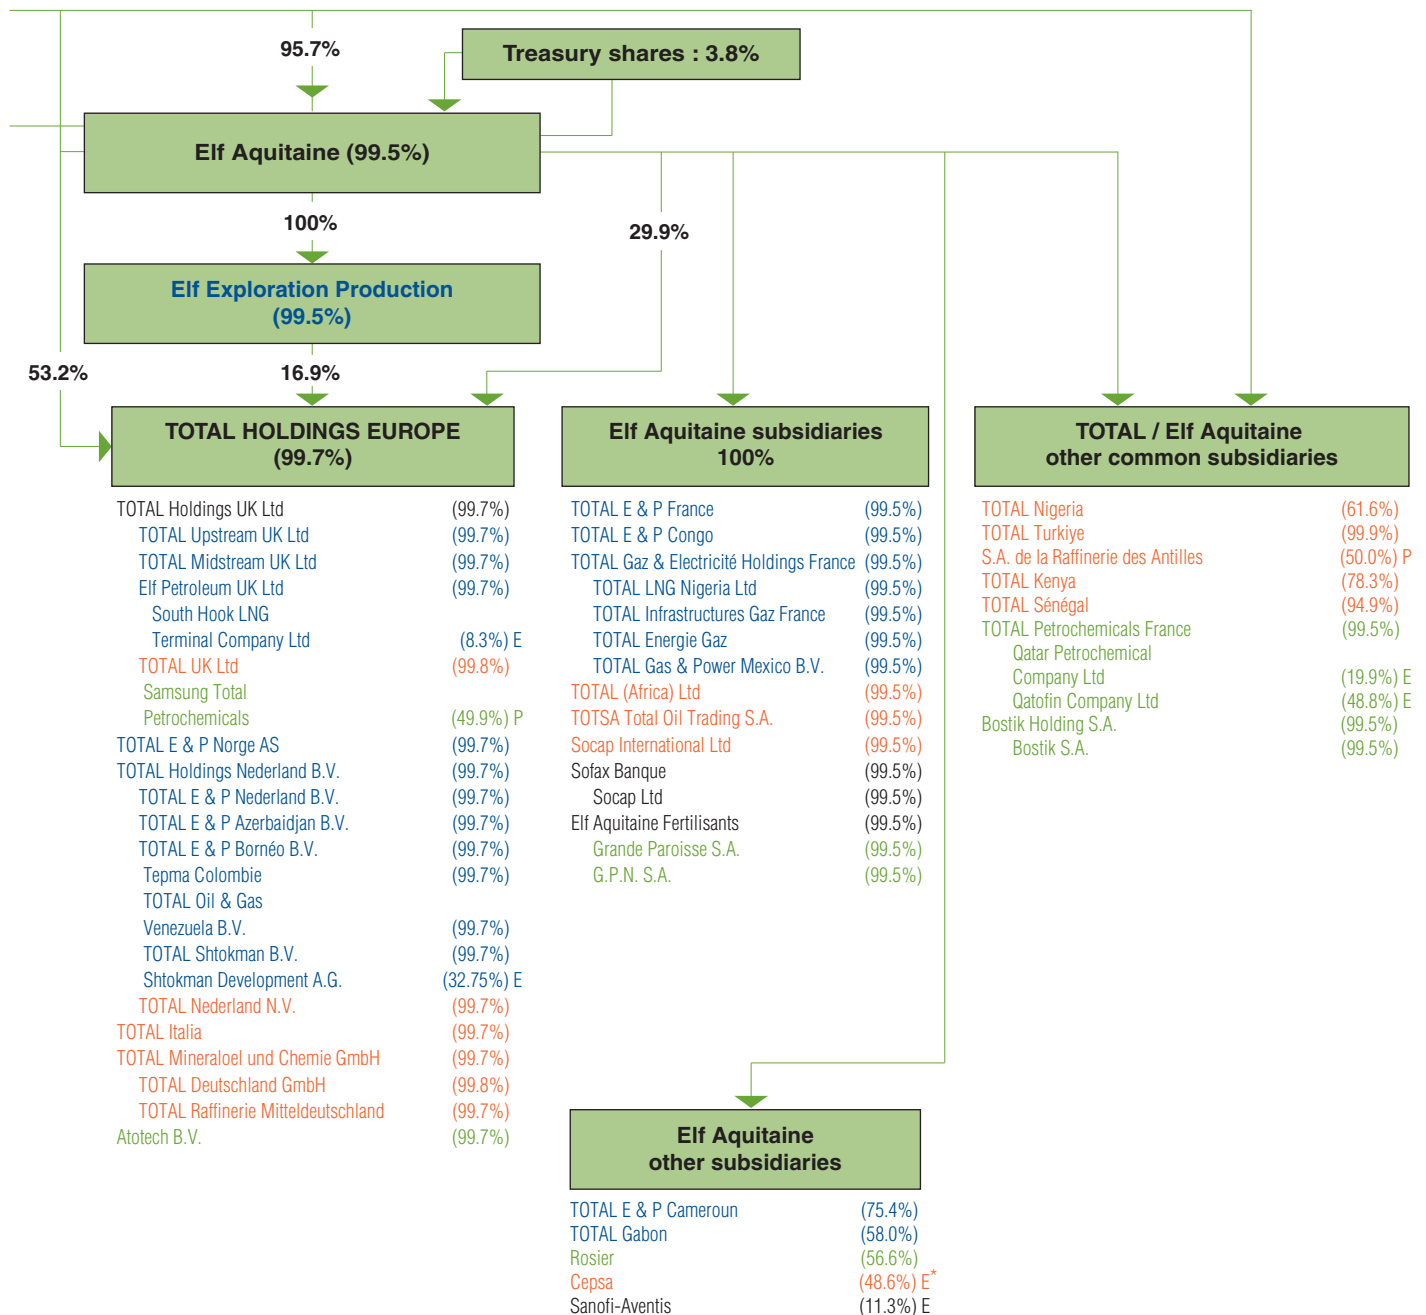 95.7%
Treasury shares : 3.8%
Elf Aquitaine (99.5%)
100%
29.9%
Elf Exploration Production
(99.5%)
53.2%
16.9%
TOTAL HOLDINGS EUROPE
(99.7%)
TOTAL Holdings UK Ltd (99.7%)
TOTAL Upstream UK Ltd (99.7%)
TOTAL Midstream UK Ltd (99.7%)
Elf Petroleum UK Ltd (99.7%)
South Hook LNG
Terminal Company Ltd (8.3%) E
TOTAL UK Ltd (99.8%)
Samsung Total
Petrochemicals (49.9%) P
TOTAL E & P Norge AS (99.7%)
TOTAL Holdings Nederland B.V. (99.7%)
TOTAL E & P Nederland B.V. (99.7%)
TOTAL E & P Azerbaidjan B.V. (99.7%)
TOTAL E & P Bornéo B.V. (99.7%)
Tepma Colombie (99.7%)
TOTAL Oil & Gas
Venezuela B.V. (99.7%)
TOTAL Shtokman B.V. (99.7%)
Shtokman Development A.G. (32.75%) E
TOTAL Nederland N.V. (99.7%)
TOTAL Italia (99.7%)
TOTAL Mineraloel und Chemie GmbH (99.7%)
TOTAL Deutschland GmbH (99.8%)
TOTAL Raffinerie Mitteldeutschland (99.7%)
Atotech B.V. (99.7%)
Elf Aquitaine subsidiaries
100%
TOTAL E & P France (99.5%)
TOTAL E & P Congo (99.5%)
TOTAL Gaz & Electricité Holdings France (99.5%)
TOTAL LNG Nigeria Ltd (99.5%)
TOTAL Infrastructures Gaz France (99.5%)
TOTAL Energie Gaz (99.5%)
TOTAL Gas & Power Mexico B.V. (99.5%)
TOTAL (Africa) Ltd (99.5%)
TOTSA Total Oil Trading S.A. (99.5%)
Socap International Ltd (99.5%)
Sofax Banque (99.5%)
Socap Ltd (99.5%)
Elf Aquitaine Fertilisants (99.5%)
Grande Paroisse S.A. (99.5%)
G.P.N. S.A. (99.5%)
TOTAL / Elf Aquitaine
other common subsidiaries
TOTAL Nigeria (61.6%)
TOTAL Turkiye (99.9%)
S.A. de la Raffinerie des Antilles (50.0%) P
TOTAL Kenya (78.3%)
TOTAL Sénégal (94.9%)
TOTAL Petrochemicals France (99.5%)
Qatar Petrochemical
Company Ltd (19.9%) E
Qatofin Company Ltd (48.8%) E
Bostik Holding S.A. (99.5%)
Bostik S.A. (99.5%)
Elf Aquitaine
other subsidiaries
TOTAL E & P Cameroun (75.4%)
TOTAL Gabon (58.0%)
Rosier (56.6%)
Cepsa (48.6%) E*
Sanofi-Aventis (11.3%) E